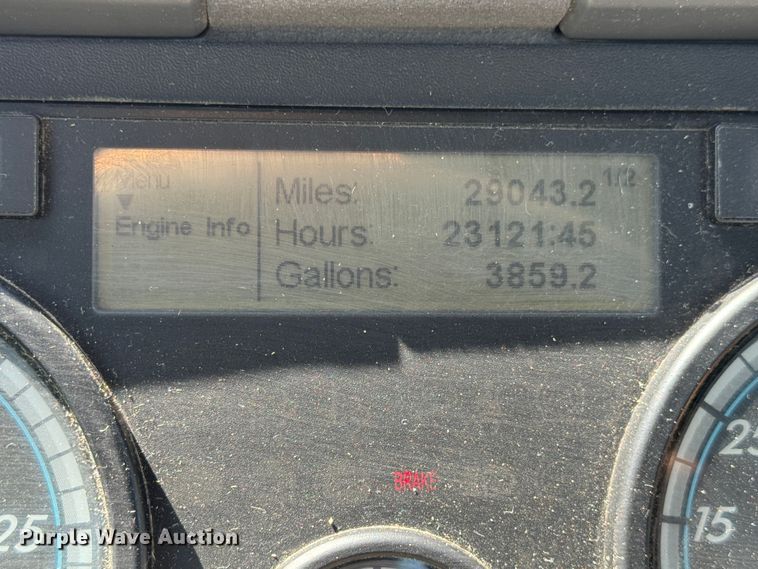 Menu
1/2
Engine Info
Miles: 29043.2
Hours: 23121:45
Gallons: 3859.2
BRAKE
25
25
15
Purple Wave Auction